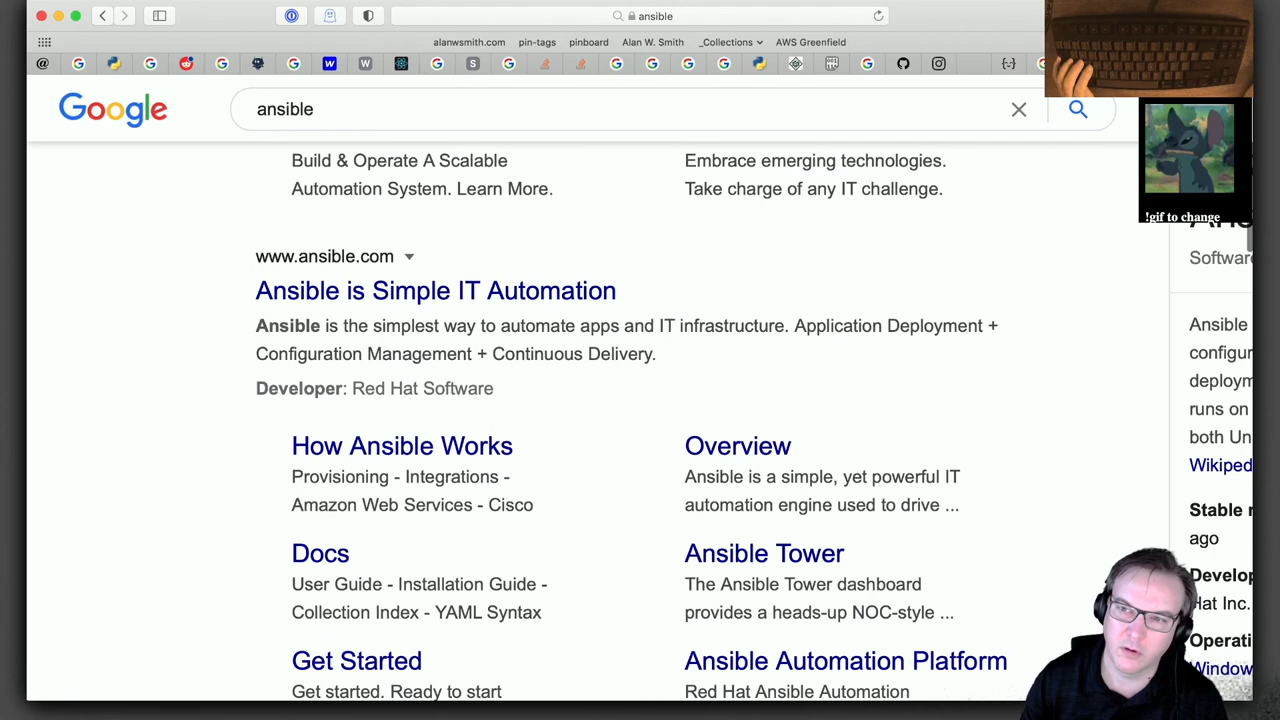 ansible
alanwsmith.com
pin-tags
pinboard
Alan W. Smith
_Collections
AWS Greenfield
Google
ansible
Build & Operate A Scalable
Automation System. Learn More.
Embrace emerging technologies.
Take charge of any IT challenge.
!gif to change
www.ansible.com
Ansible is Simple IT Automation
Ansible is the simplest way to automate apps and IT infrastructure. Application Deployment +
Configuration Management + Continuous Delivery.
Developer: Red Hat Software
How Ansible Works
Provisioning - Integrations -
Amazon Web Services - Cisco
Overview
Ansible is a simple, yet powerful IT
automation engine used to drive ...
Docs
User Guide - Installation Guide -
Collection Index - YAML Syntax
Ansible Tower
The Ansible Tower dashboard
provides a heads-up NOC-style ...
Get Started
Get started. Ready to start
Ansible Automation Platform
Red Hat Ansible Automation
Software
Ansible
configur
deploym
runs on
both Un
Wikiped
Stable r
ago
Develop
Hat Inc.
Operati
Window